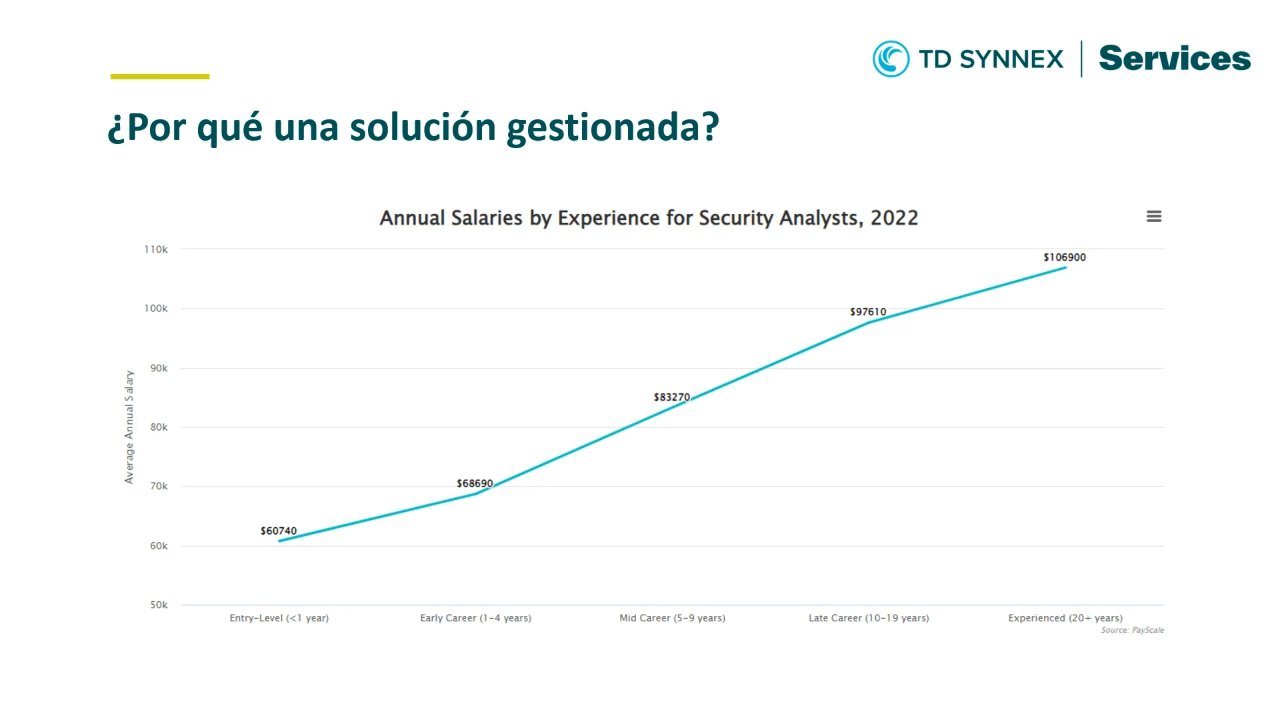 TD SYNNEX | Services
¿Por qué una solución gestionada?
Annual Salaries by Experience for Security Analysts, 2022
110k
100k
90k
80k
70k
60k
50k
Average Annual Salary
$60740
$68690
$83270
$97610
$106900
Entry-Level (<1 year)
Early Career (1-4 years)
Mid Career (5-9 years)
Late Career (10-19 years)
Experienced (20+ years)
Source: PayScale